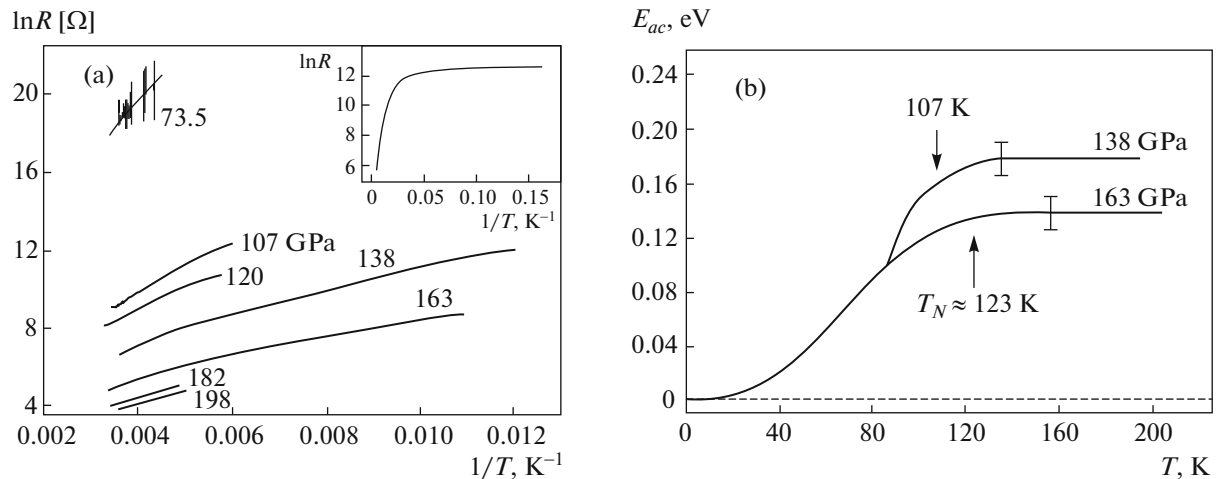 ln R [Ω]
(a)
20
16
12
8
4
0.002 0.004 0.006 0.008 0.010 0.012
1/T, K⁻¹
73.5
107 GPa
120
138
163
182
198
lnR
12
10
8
6
0 0.05 0.10 0.15
1/T, K⁻¹
E_ac, eV
(b)
0.24
0.20
0.16
0.12
0.08
0.04
0
0 40 80 120 160 200
T, K
107 K
138 GPa
163 GPa
T_N ≈ 123 K